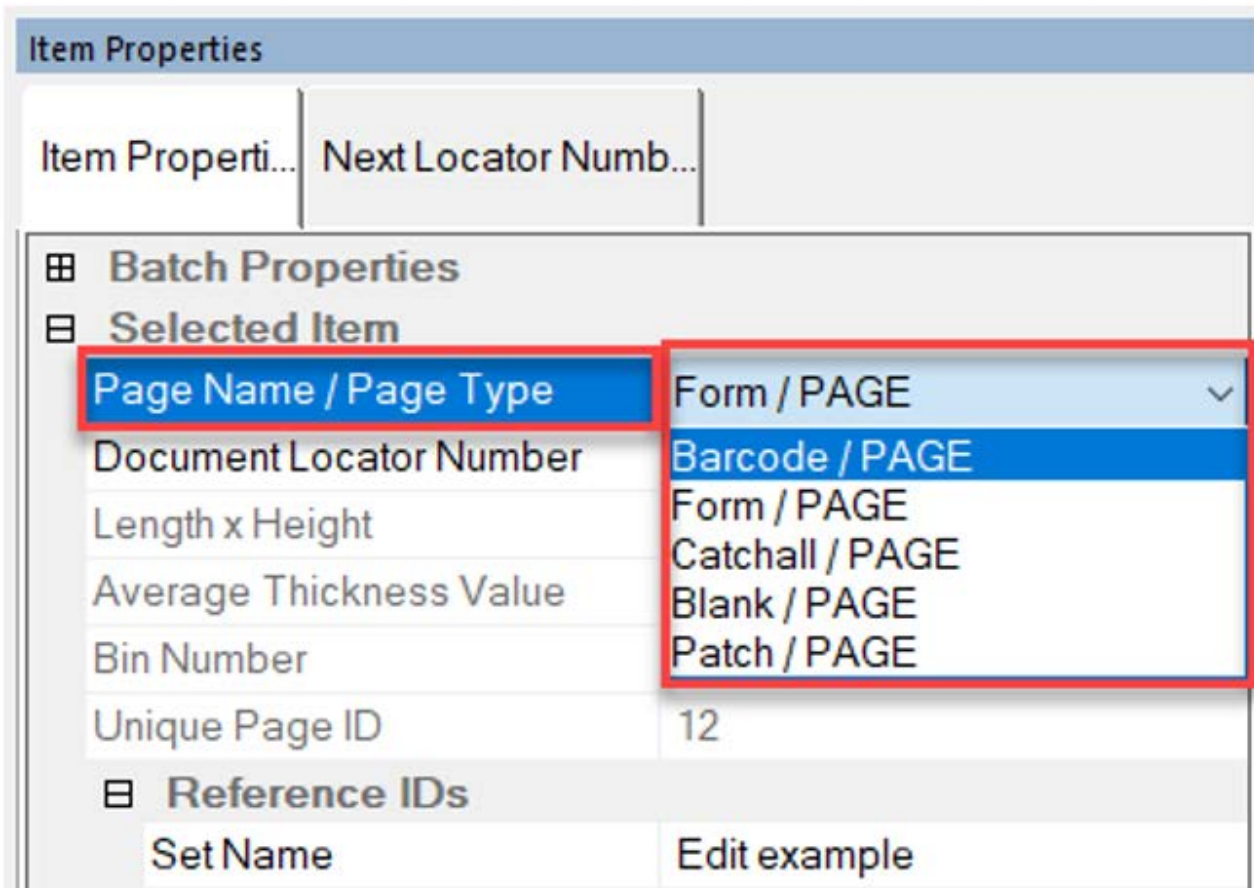 Item Properties
Item Properti... Next Locator Numb...
Batch Properties
Selected Item
Page Name / Page Type Form / PAGE
Document Locator Number Barcode / PAGE
Form / PAGE
Length x Height
Catchall / PAGE
Average Thickness Value Blank / PAGE
Bin Number Patch / PAGE
Unique Page ID 12
Reference IDs
Set Name Edit example